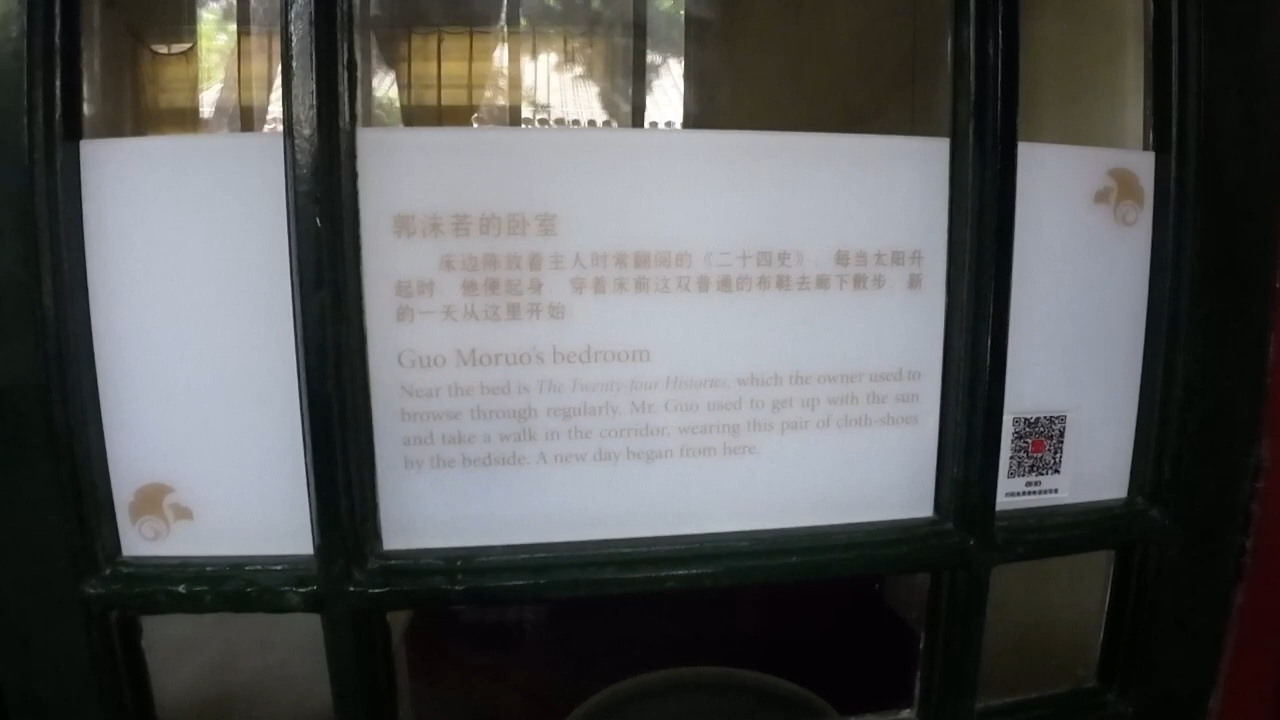 郭沫若的卧室
床边陈放着主人时常翻阅的《二十四史》。每当太阳升
起时，他便起身，穿着床前这双普通的布鞋去廊下散步，新
的一天从这里开始
Guo Moruo's bedroom
Near the bed is The Twenty-four Histories, which the owner used to
browse through regularly. Mr. Guo used to get up with the sun
and take a walk in the corridor, wearing this pair of cloth-shoes
by the bedside. A new day began from here.